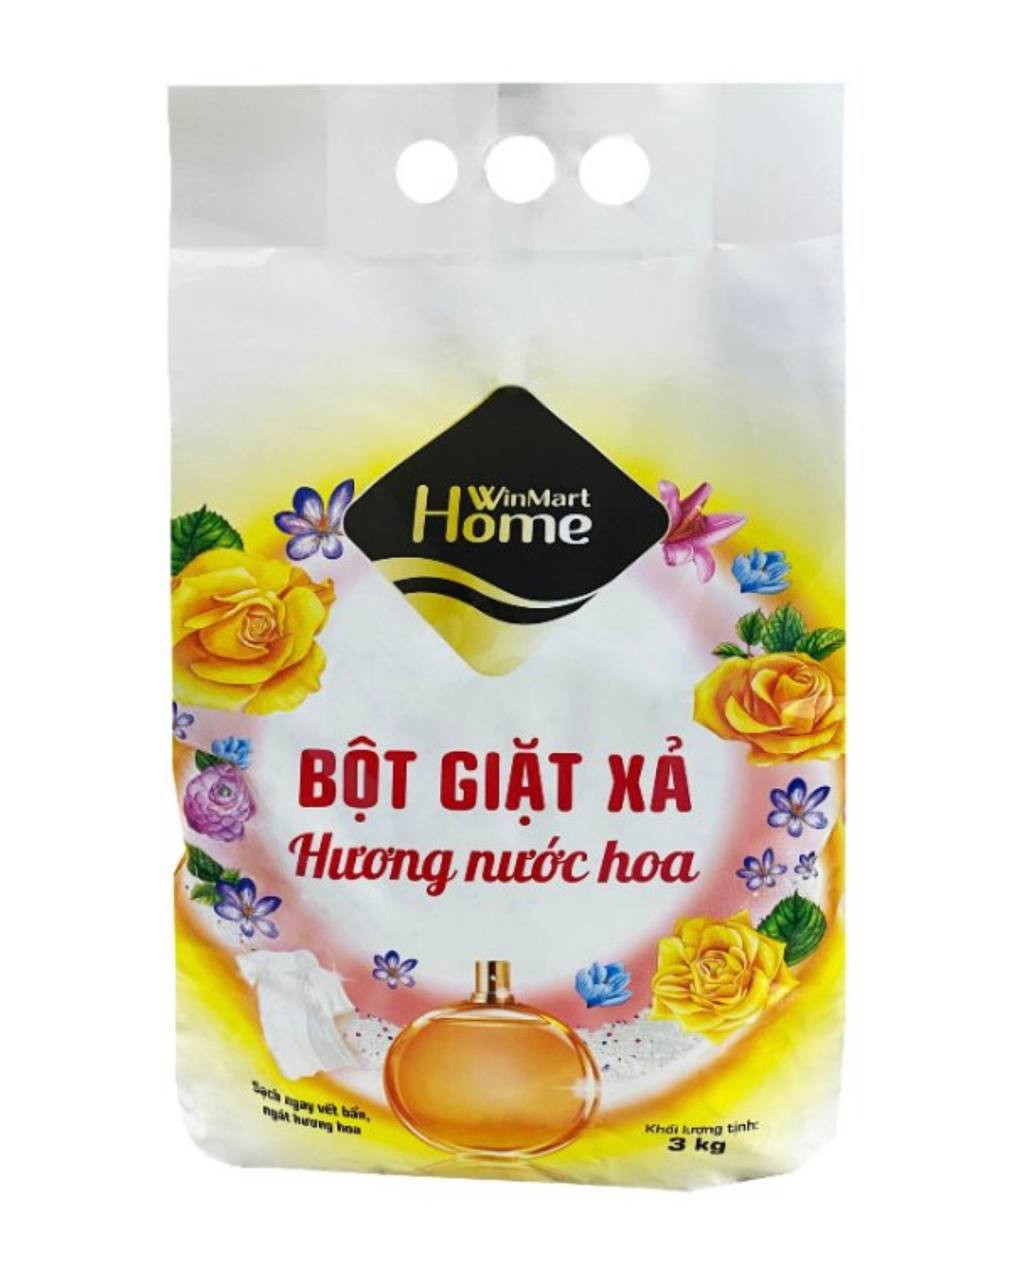 WinMart
Home
BỘT GIẶT XẢ
Hương nước hoa
Sạch ngay vết bẩn,
ngát hương hoa
Khối lượng tịnh:
3 kg